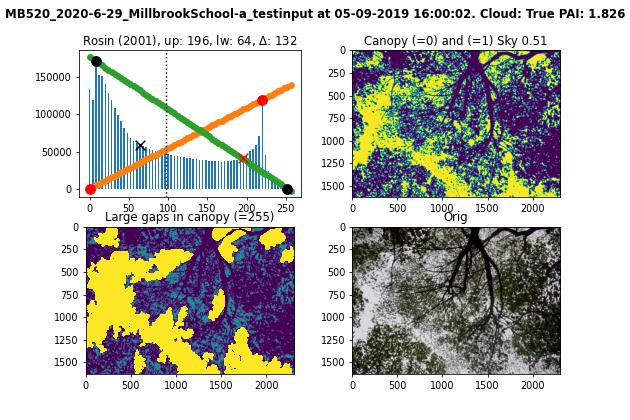 MB520_2020-6-29_MillbrookSchool-a_testinput at 05-09-2019 16:00:02. Cloud: True PAI: 1.826
Rosin (2001), up: 196, lw: 64, Δ: 132
Canopy (=0) and (=1) Sky 0.51
150000
100000
50000
0
0 50 100 150 200 250
0
250
500
750
1000
1250
1500
0 500 1000 1500 2000
Large gaps in canopy (=255)
Orig
0
250
500
750
1000
1250
1500
0 500 1000 1500 2000
0
250
500
750
1000
1250
1500
0 500 1000 1500 2000